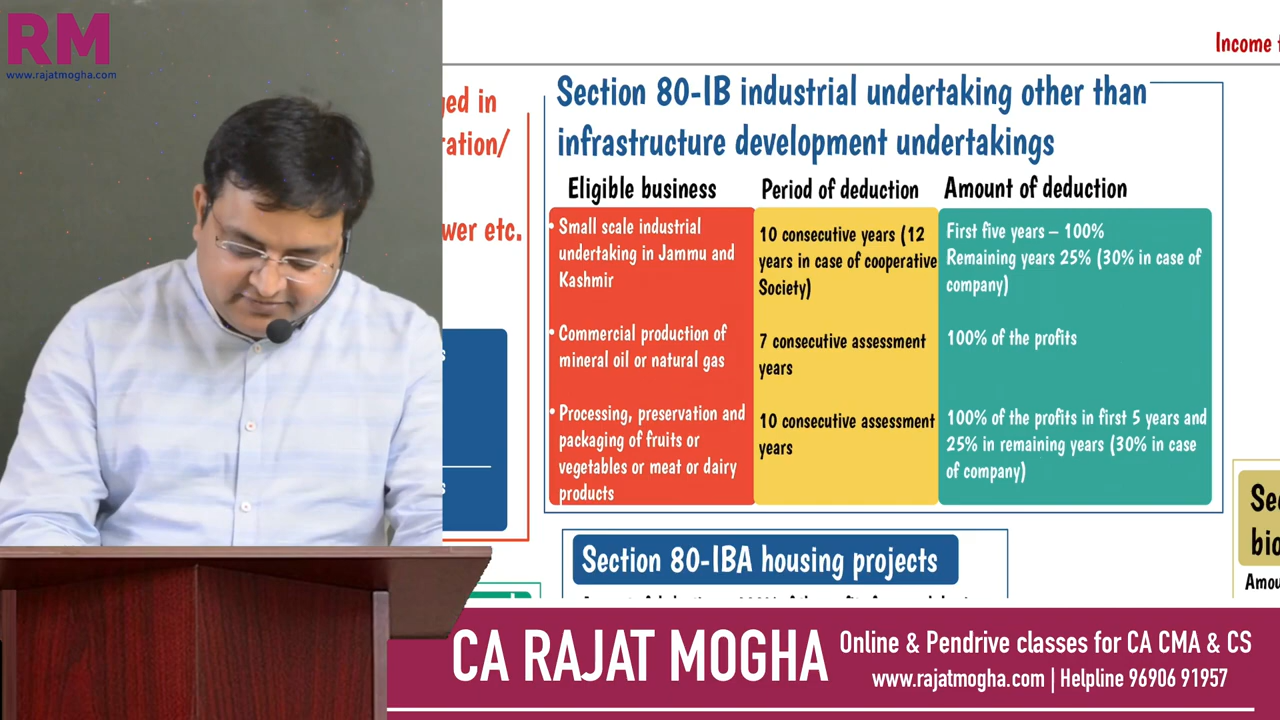 RM
www.rajatmogha.com
Income
ged in
ration/
wer etc.
Section 80-IB industrial undertaking other than
infrastructure development undertakings
Eligible business
Period of deduction
Amount of deduction
• Small scale industrial
undertaking in Jammu and
Kashmir
10 consecutive years (12
years in case of cooperative
Society)
First five years – 100%
Remaining years 25% (30% in case of
company)
• Commercial production of
mineral oil or natural gas
7 consecutive assessment
years
100% of the profits
• Processing, preservation and
packaging of fruits or
vegetables or meat or dairy
products
10 consecutive assessment
years
100% of the profits in first 5 years and
25% in remaining years (30% in case
of company)
Section 80-IBA housing projects
Sec
bio
Amou
CA RAJAT MOGHA
Online & Pendrive classes for CA CMA & CS
www.rajatmogha.com | Helpline 96906 91957